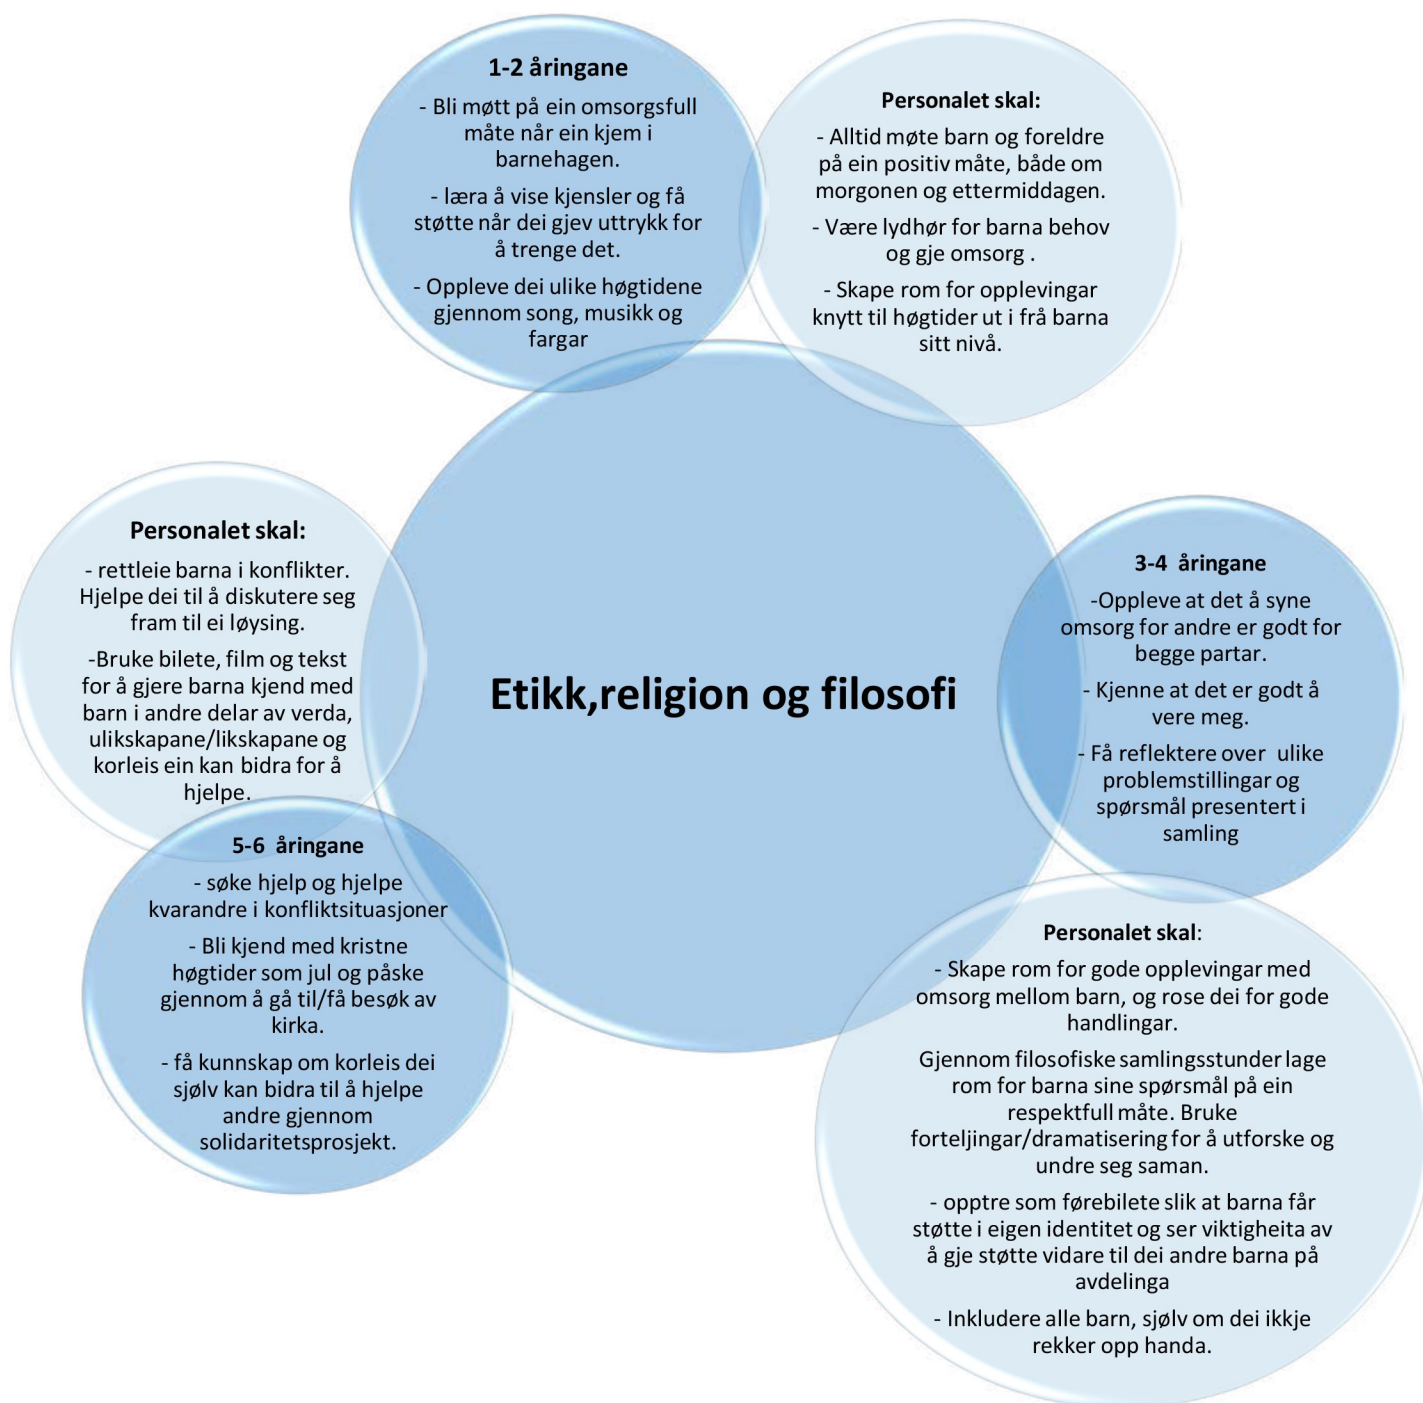 1-2 åringane
- Bli møtt på ein omsorgsfull
måte når ein kjem i
barnehagen.
- læra å vise kjensler og få
støtte når dei gjev uttrykk for
å trenge det.
- Oppleve dei ulike høgtidene
gjennom song, musikk og
fargar
Personalet skal:
- Alltid møte barn og foreldre
på ein positiv måte, både om
morgonen og ettermiddagen.
- Være lydhør for barna behov
og gje omsorg .
- Skape rom for opplevingar
knytt til høgtider ut i frå barna
sitt nivå.
Etikk,religion og filosofi
3-4 åringane
-Oppleve at det å syne
omsorg for andre er godt for
begge partar.
- Kjenne at det er godt å
vere meg.
- Få reflektere over ulike
problemstillingar og
spørsmål presentert i
samling
Personalet skal:
- Skape rom for gode opplevingar med
omsorg mellom barn, og rose dei for gode
handlingar.
Gjennom filosofiske samlingsstunder lage
rom for barna sine spørsmål på ein
respektfull måte. Bruke
forteljingar/dramatisering for å utforske og
undre seg saman.
- opptre som førebilete slik at barna får
støtte i eigen identitet og ser viktigheita av
å gje støtte vidare til dei andre barna på
avdelinga
- Inkludere alle barn, sjølv om dei ikkje
rekker opp handa.
5-6 åringane
- søke hjelp og hjelpe
kvarandre i konfliktsituasjoner
- Bli kjend med kristne
høgtider som jul og påske
gjennom å gå til/få besøk av
kirka.
- få kunnskap om korleis dei
sjølv kan bidra til å hjelpe
andre gjennom
solidaritetsprosjekt.
Personalet skal:
- rettleie barna i konflikter.
Hjelpe dei til å diskutere seg
fram til ei løysing.
-Bruke bilete, film og tekst
for å gjere barna kjend med
barn i andre delar av verda,
ulikskapane/likskapane og
korleis ein kan bidra for å
hjelpe.